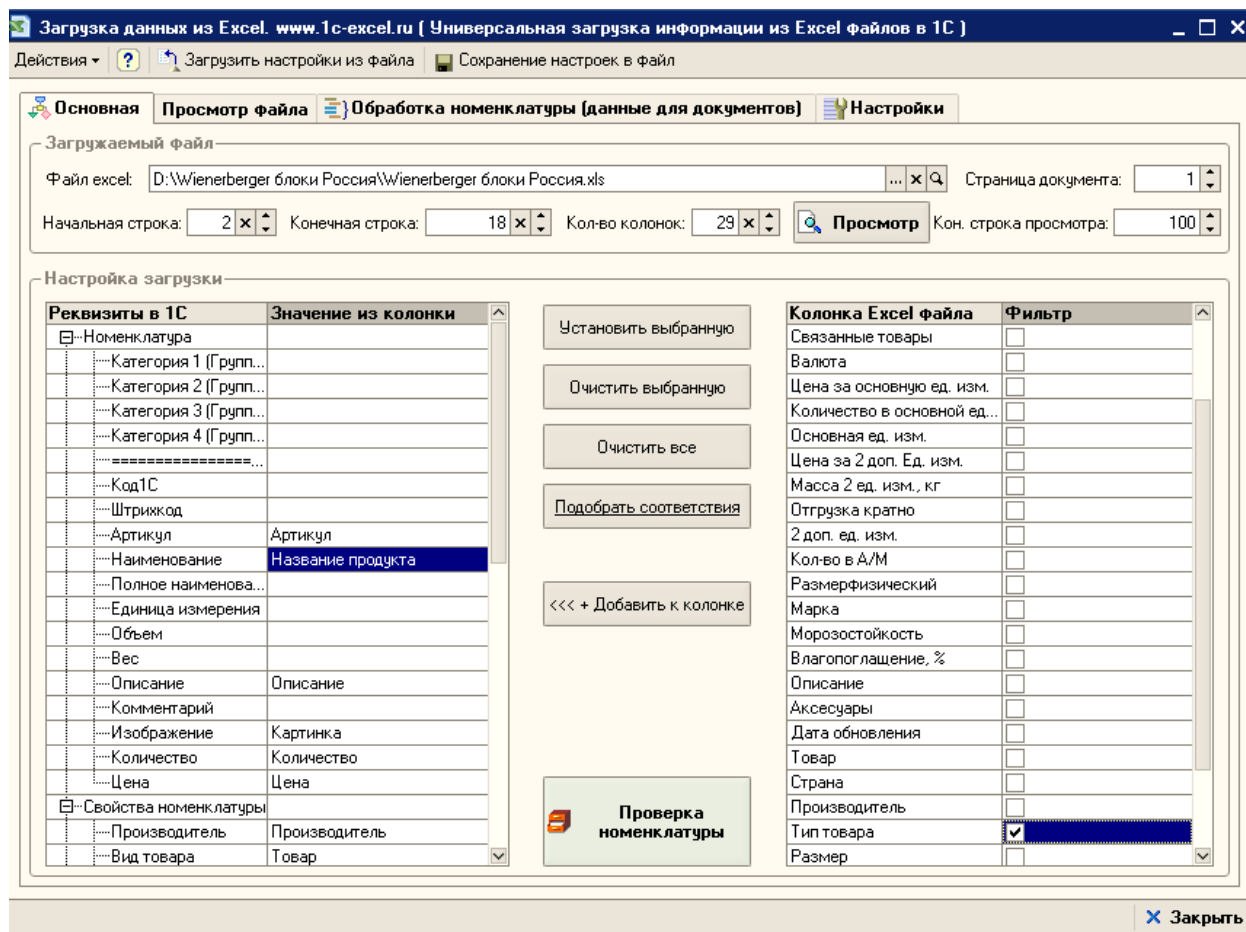 Загрузка данных из Excel. www.1c-excel.ru ( Универсальная загрузка информации из Excel файлов в 1С )
Действия ? Загрузить настройки из файла Сохранение настроек в файл
Основная Просмотр файла Обработка номенклатуры (данные для документов) Настройки
Загружаемый файл
Файл excel: D:\Wienerberger блоки Россия\Wienerberger блоки Россия.xls ... x Страница документа: 1
Начальная строка: 2 x Конечная строка: 18 x Кол-во колонок: 29 x Просмотр Кон. строка просмотра: 100
Настройка загрузки
Реквизиты в 1С Значение из колонки
Номенклатура
Категория 1 (Групп...
Категория 2 (Групп...
Категория 3 (Групп...
Категория 4 (Групп...
================...
Код1С
Штрихкод
Артикул Артикул
Наименование Название продукта
Полное наименова...
Единица измерения
Объем
Вес
Описание Описание
Комментарий
Изображение Картинка
Количество Количество
Цена Цена
Свойства номенклатуры
Производитель Производитель
Вид товара Товар
Установить выбранную
Очистить выбранную
Очистить все
Подобрать соответствия
<<< + Добавить к колонке
Проверка
номенклатуры
Колонка Excel файла Фильтр
Связанные товары
Валюта
Цена за основную ед. изм.
Количество в основной ед...
Основная ед. изм.
Цена за 2 доп. Ед. изм.
Масса 2 ед. изм., кг
Отгрузка кратно
2 доп. ед. изм.
Кол-во в А/М
Размерфизический
Марка
Морозостойкость
Влагопоглащение, %
Описание
Аксесуары
Дата обновления
Товар
Страна
Производитель
Тип товара
Размер
Закрыть